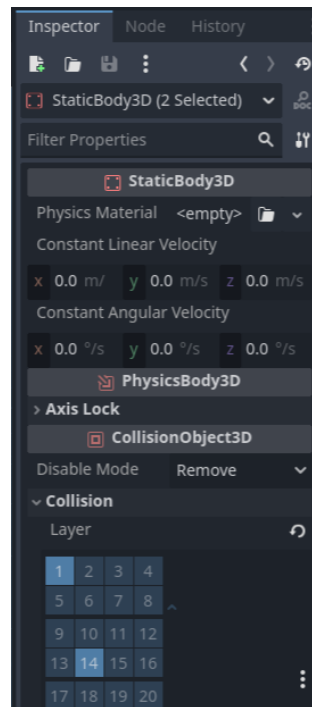 Inspector Node History
StaticBody3D (2 Selected)
DOC
Filter Properties
StaticBody3D
Physics Material <empty>
Constant Linear Velocity
x 0.0 m/ y 0.0 m/s z 0.0 m/s
Constant Angular Velocity
x 0.0 °/s y 0.0 °/s z 0.0 °/s
PhysicsBody3D
Axis Lock
CollisionObject3D
Disable Mode Remove
Collision
Layer
1 2 3 4
5 6 7 8
9 10 11 12
13 14 15 16
17 18 19 20